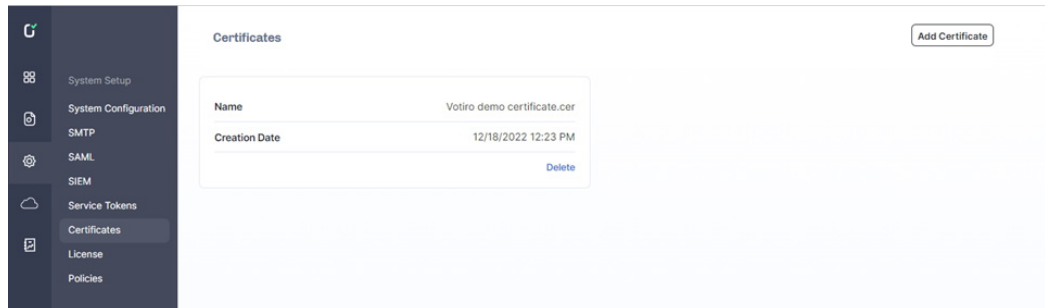 Certificates
Add Certificate
System Setup
System Configuration
SMTP
SAML
SIEM
Service Tokens
Certificates
License
Policies
Name Votiro demo certificate.cer
Creation Date 12/18/2022 12:23 PM
Delete